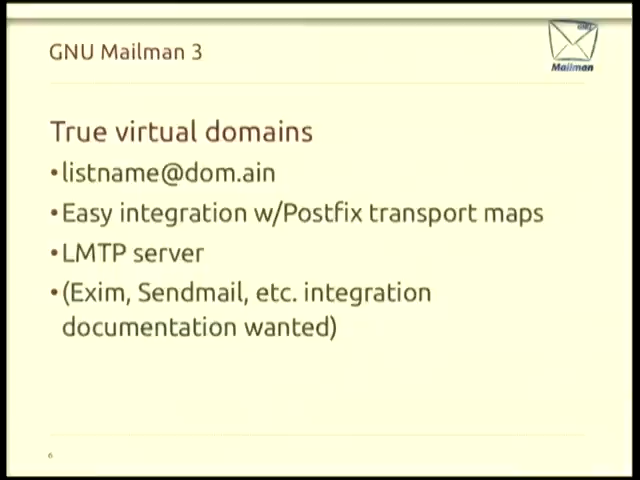 GNU Mailman 3
Mailman
True virtual domains
•listname@dom.ain
•Easy integration w/Postfix transport maps
•LMTP server
•(Exim, Sendmail, etc. integration
documentation wanted)
6